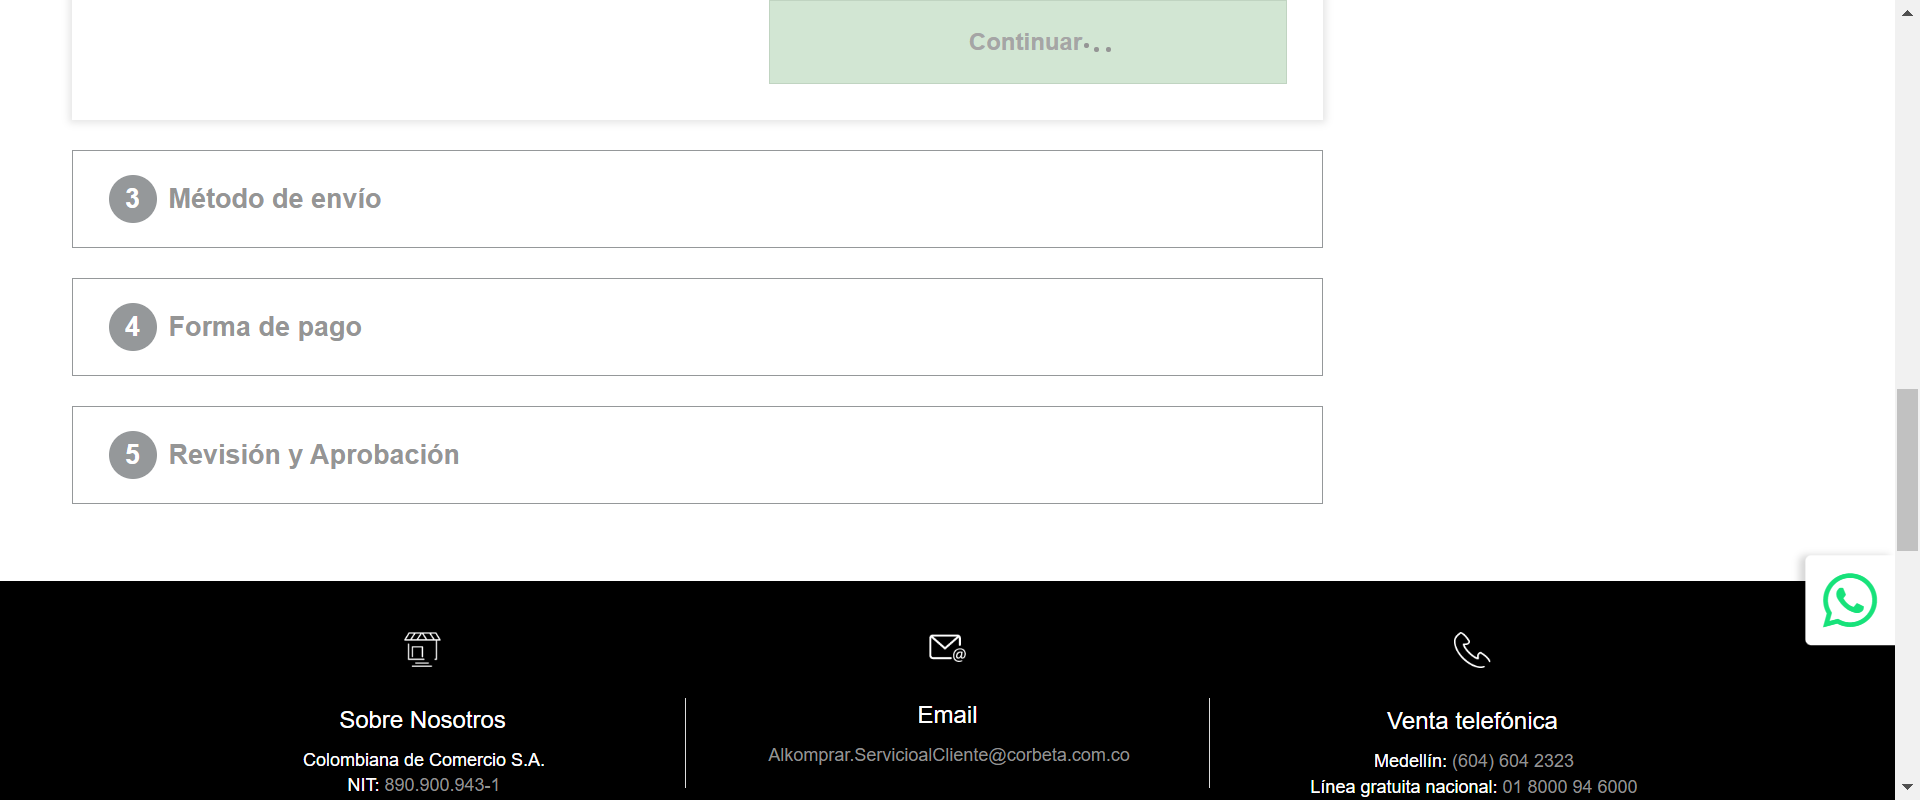 Continuar...
3 Método de envío
4 Forma de pago
5 Revisión y Aprobación
Sobre Nosotros
Colombiana de Comercio S.A.
NIT: 890.900.943-1
Email
Alkomprar.ServicioalCliente@corbeta.com.co
Venta telefónica
Medellín: (604) 604 2323
Línea gratuita nacional: 01 8000 94 6000